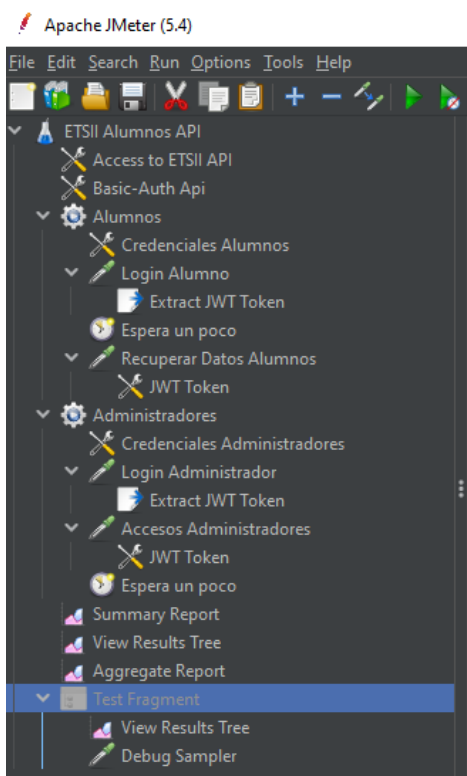 Apache JMeter (5.4)
File Edit Search Run Options Tools Help
ETSII Alumnos API
Access to ETSII API
Basic-Auth Api
Alumnos
Credenciales Alumnos
Login Alumno
Extract JWT Token
Espera un poco
Recuperar Datos Alumnos
JWT Token
Administradores
Credenciales Administradores
Login Administrador
Extract JWT Token
Accesos Administradores
JWT Token
Espera un poco
Summary Report
View Results Tree
Aggregate Report
Test Fragment
View Results Tree
Debug Sampler